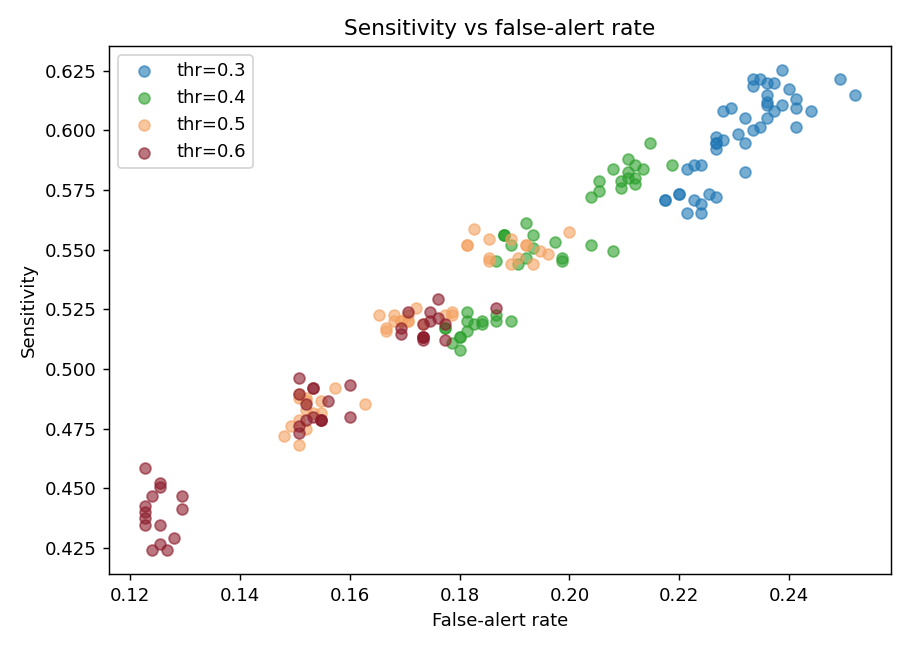 Sensitivity vs false-alert rate
thr=0.3
thr=0.4
thr=0.5
thr=0.6
Sensitivity
0.625
0.600
0.575
0.550
0.525
0.500
0.475
0.450
0.425
0.12 0.14 0.16 0.18 0.20 0.22 0.24
False-alert rate